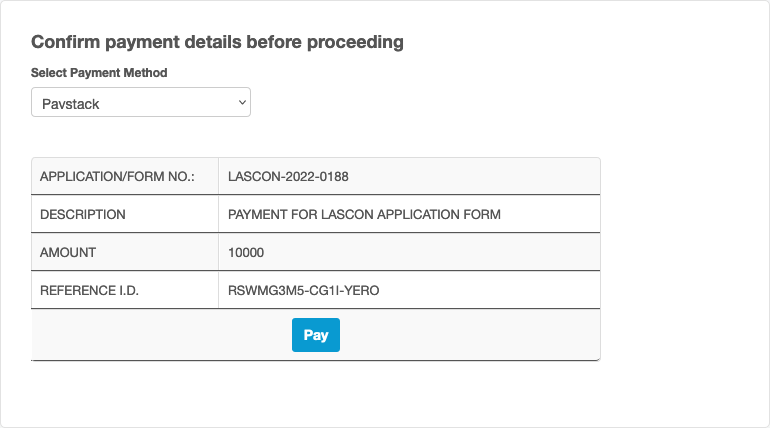 Confirm payment details before proceeding
Select Payment Method
Paystack
APPLICATION/FORM NO.: LASCON-2022-0188
DESCRIPTION PAYMENT FOR LASCON APPLICATION FORM
AMOUNT 10000
REFERENCE I.D. RSWMG3M5-CG1I-YERO
Pay